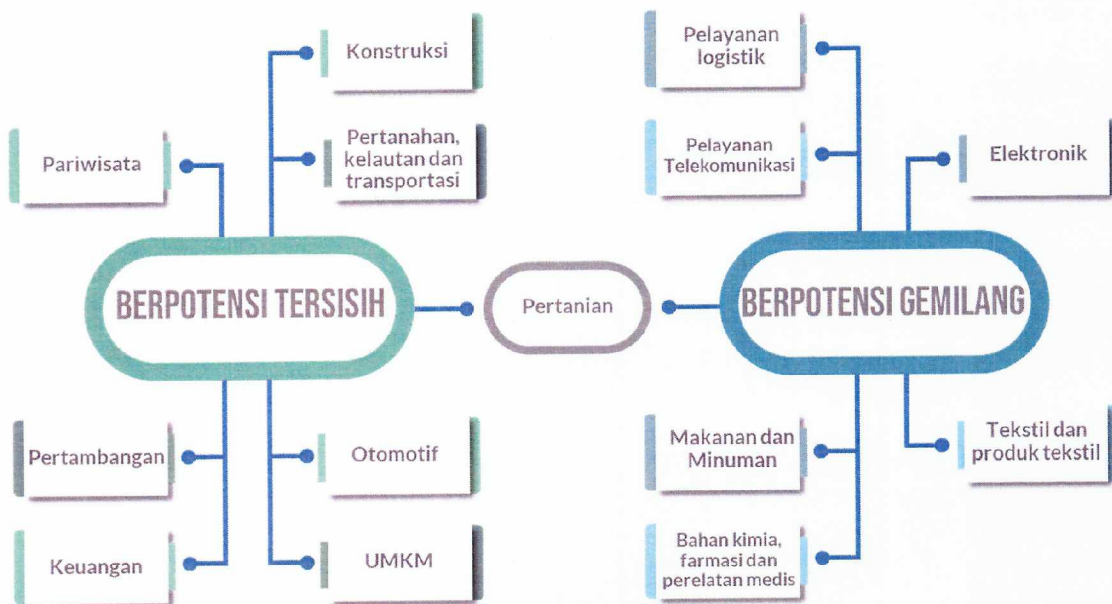 Konstruksi
Pariwisata
Pertanahan,
kelautan dan
transportasi
BERPOTENSI TERSISIH
Pertambangan
Otomotif
Keuangan
UMKM
Pertanian
Pelayanan
logistik
Pelayanan
Telekomunikasi
Elektronik
BERPOTENSI GEMILANG
Makanan dan
Minuman
Tekstil dan
produk tekstil
Bahan kimia,
farmasi dan
perelatan medis